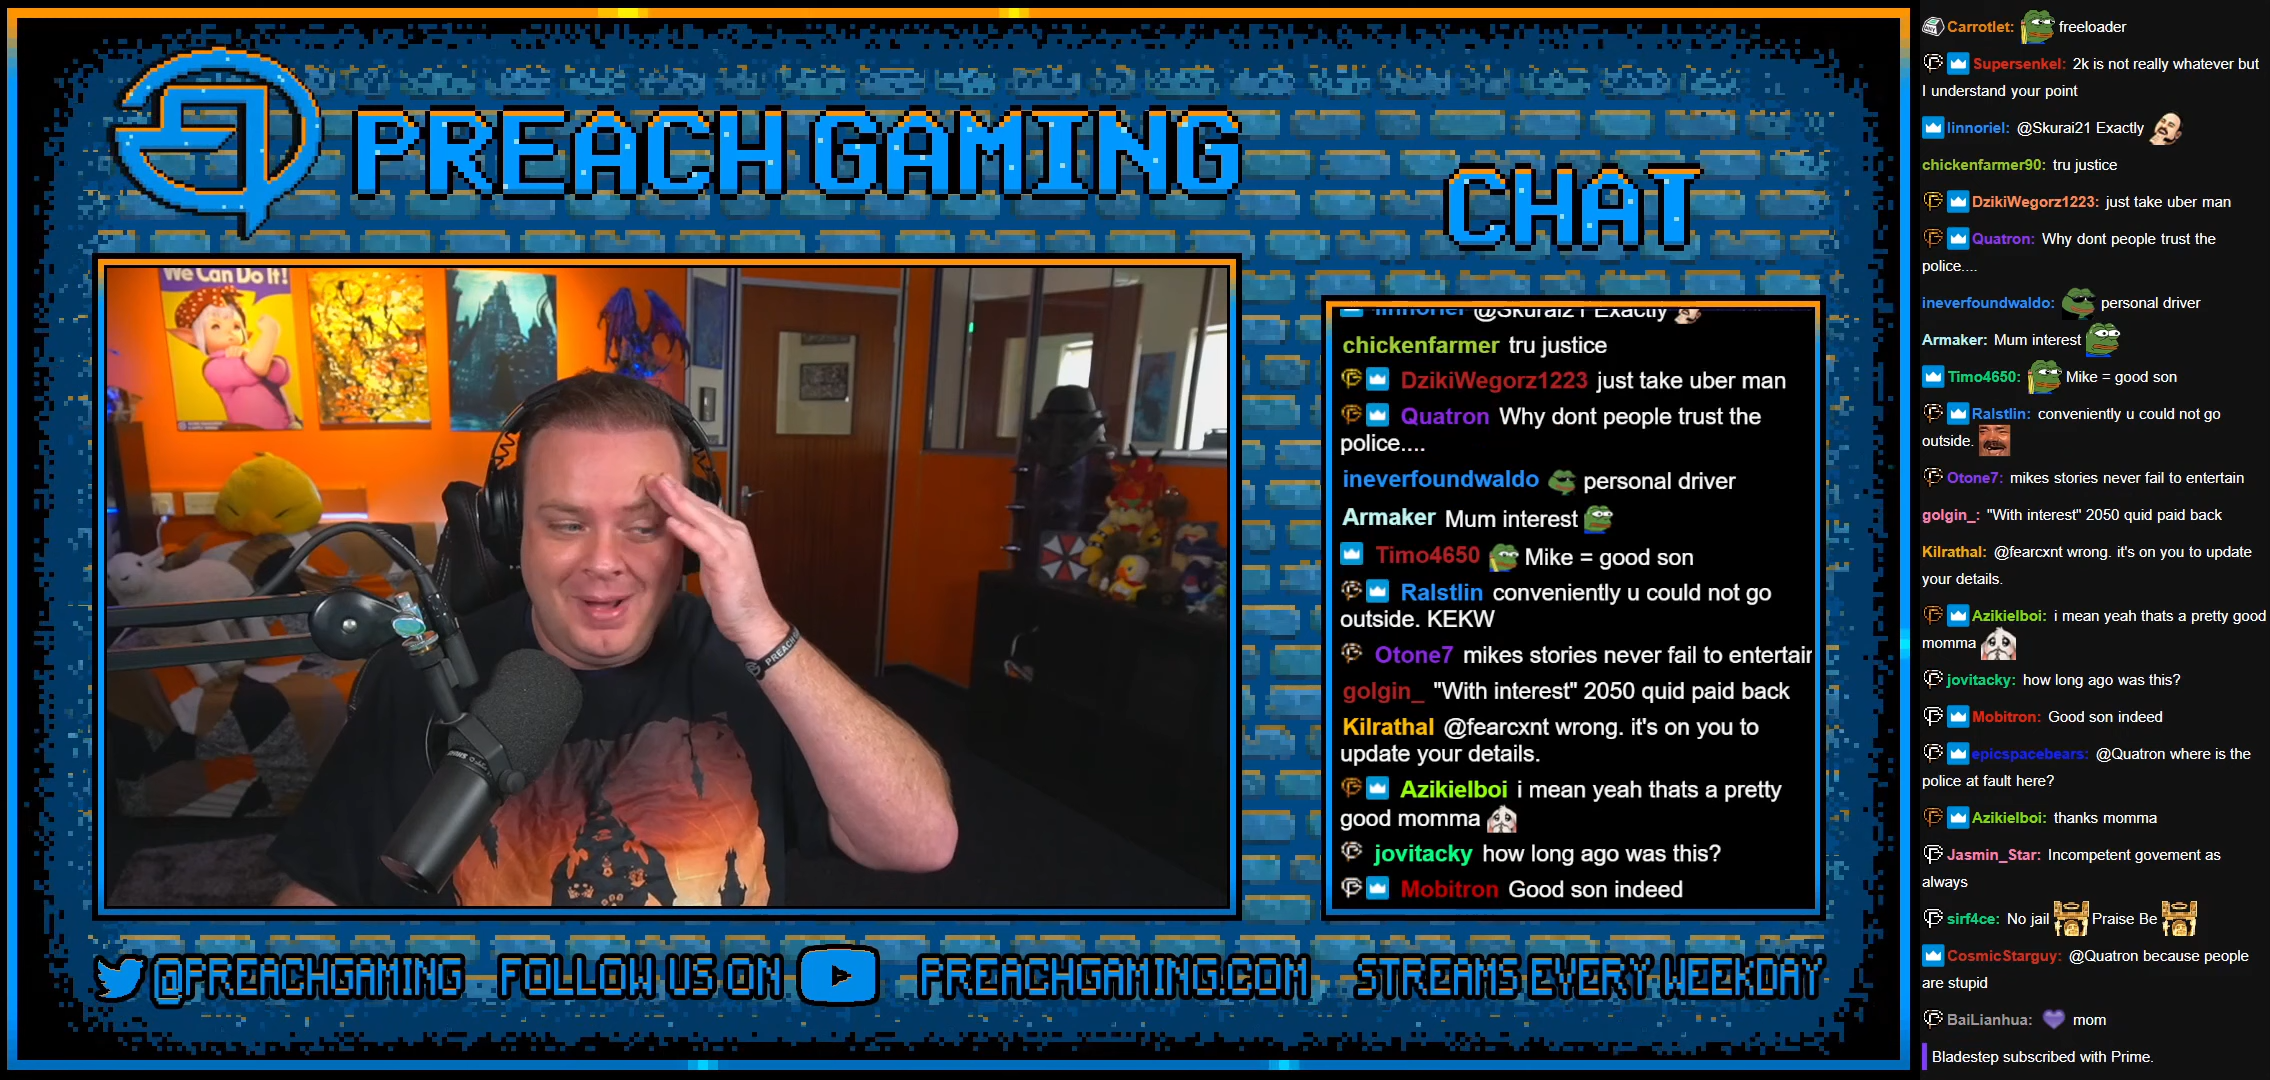 PREACH GAMING
CHAT
We Can Do It!
PREACH
linnoriel @Skurai21 Exactly
chickenfarmer tru justice
DzikiWegorz1223 just take uber man
Quatron Why dont people trust the
police....
ineverfoundwaldo personal driver
Armaker Mum interest
Timo4650 Mike = good son
Ralstlin conveniently u could not go
outside. KEKW
Otone7 mikes stories never fail to entertain
golgin_ "With interest" 2050 quid paid back
Kilrathal @fearcxnt wrong. it's on you to
update your details.
Azikielboi i mean yeah thats a pretty
good momma
jovitacky how long ago was this?
Mobitron Good son indeed
@PREACHGAMING FOLLOW US ON PREACHGAMING.COM STREAMS EVERY WEEKDAY
Carrotlet: freeloader
Supersenkel: 2k is not really whatever but
I understand your point
linnoriel: @Skurai21 Exactly
chickenfarmer90: tru justice
DzikiWegorz1223: just take uber man
Quatron: Why dont people trust the
police....
ineverfoundwaldo: personal driver
Armaker: Mum interest
Timo4650: Mike = good son
Ralstlin: conveniently u could not go
outside.
Otone7: mikes stories never fail to entertain
golgin_: "With interest" 2050 quid paid back
Kilrathal: @fearcxnt wrong. it's on you to update
your details.
Azikielboi: i mean yeah thats a pretty good
momma
jovitacky: how long ago was this?
Mobitron: Good son indeed
epicspacebears: @Quatron where is the
police at fault here?
Azikielboi: thanks momma
Jasmin_Star: Incompetent govement as
always
sirf4ce: No jail Praise Be
CosmicStarguy: @Quatron because people
are stupid
BaiLianhua: mom
Bladestep subscribed with Prime.